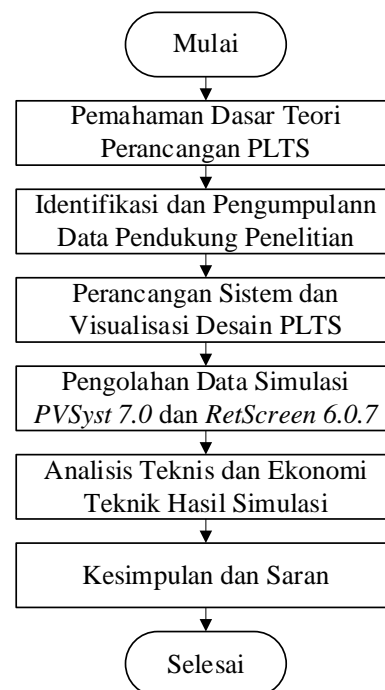 Mulai
Pemahaman Dasar Teori
Perancangan PLTS
Identifikasi dan Pengumpulann
Data Pendukung Penelitian
Perancangan Sistem dan
Visualisasi Desain PLTS
Pengolahan Data Simulasi
PVSyst 7.0 dan RetScreen 6.0.7
Analisis Teknis dan Ekonomi
Teknik Hasil Simulasi
Kesimpulan dan Saran
Selesai